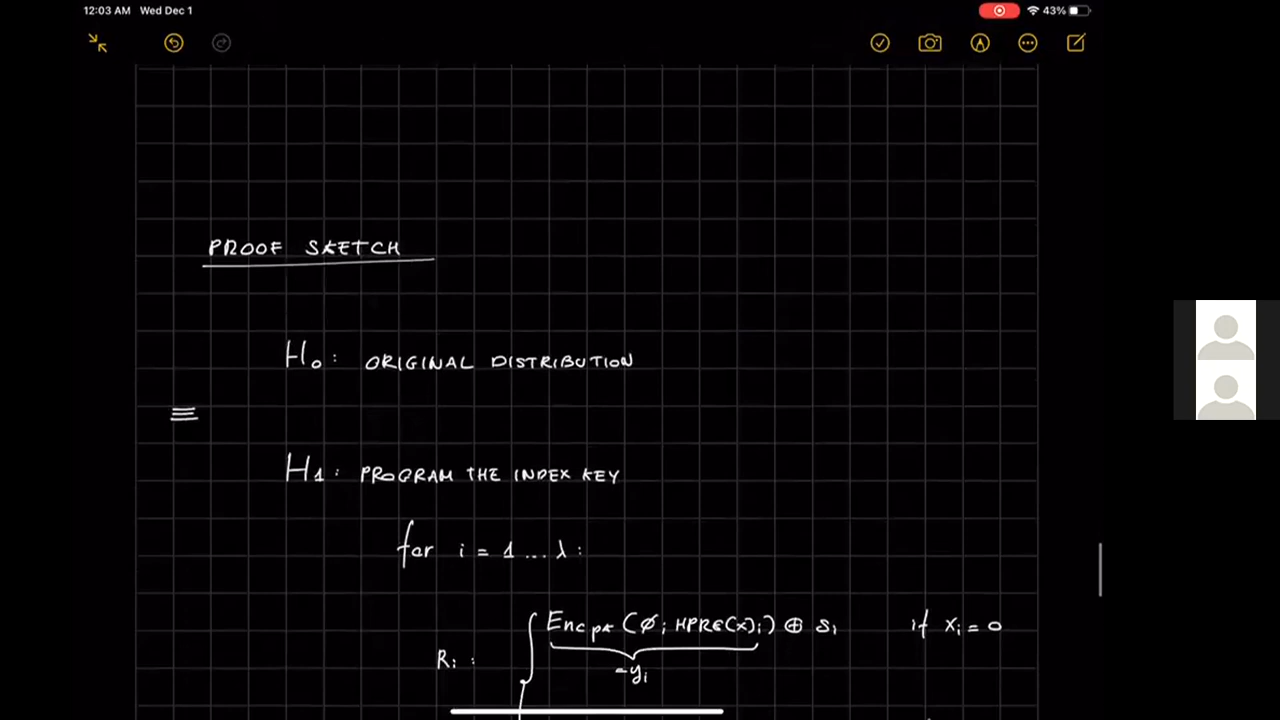 12:03 AM Wed Dec 1 43%
PROOF SKETCH
H₀: ORIGINAL DISTRIBUTION
≡
H₁: PROGRAM THE INDEX KEY
for i = 1 ... λ:
Rᵢ: { Enc pk (∅; HPRG(x)ᵢ) ⊕ sᵢ if xᵢ = 0
= yᵢ